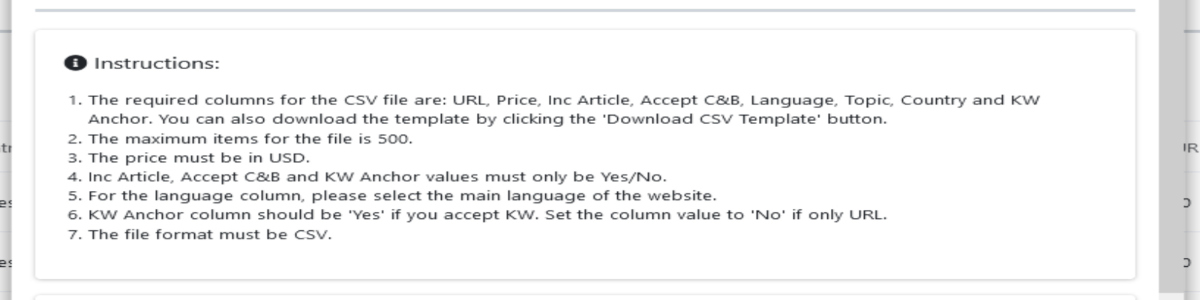 Instructions:
1. The required columns for the CSV file are: URL, Price, Inc Article, Accept C&B, Language, Topic, Country and KW
Anchor. You can also download the template by clicking the 'Download CSV Template' button.
2. The maximum items for the file is 500.
3. The price must be in USD.
4. Inc Article, Accept C&B and KW Anchor values must only be Yes/No.
5. For the language column, please select the main language of the website.
6. KW Anchor column should be 'Yes' if you accept KW. Set the column value to 'No' if only URL.
7. The file format must be CSV.